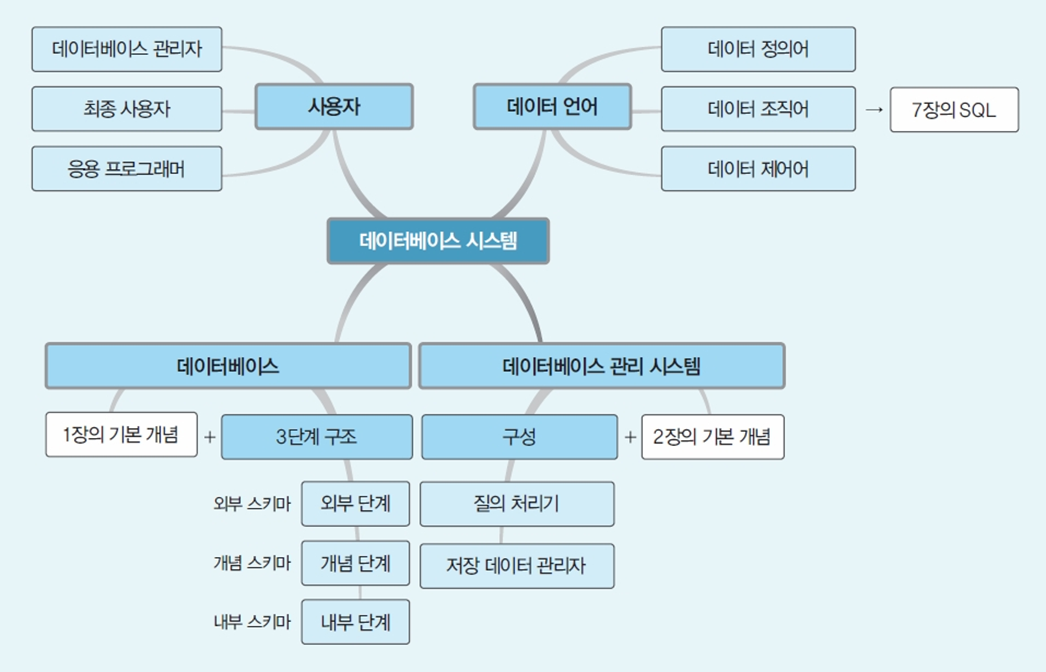 데이터베이스 관리자
최종 사용자
응용 프로그래머
사용자
데이터 언어
데이터 정의어
데이터 조직어 → 7장의 SQL
데이터 제어어
데이터베이스 시스템
데이터베이스
데이터베이스 관리 시스템
1장의 기본 개념 + 3단계 구조
구성 + 2장의 기본 개념
외부 스키마 외부 단계
개념 스키마 개념 단계
내부 스키마 내부 단계
질의 처리기
저장 데이터 관리자